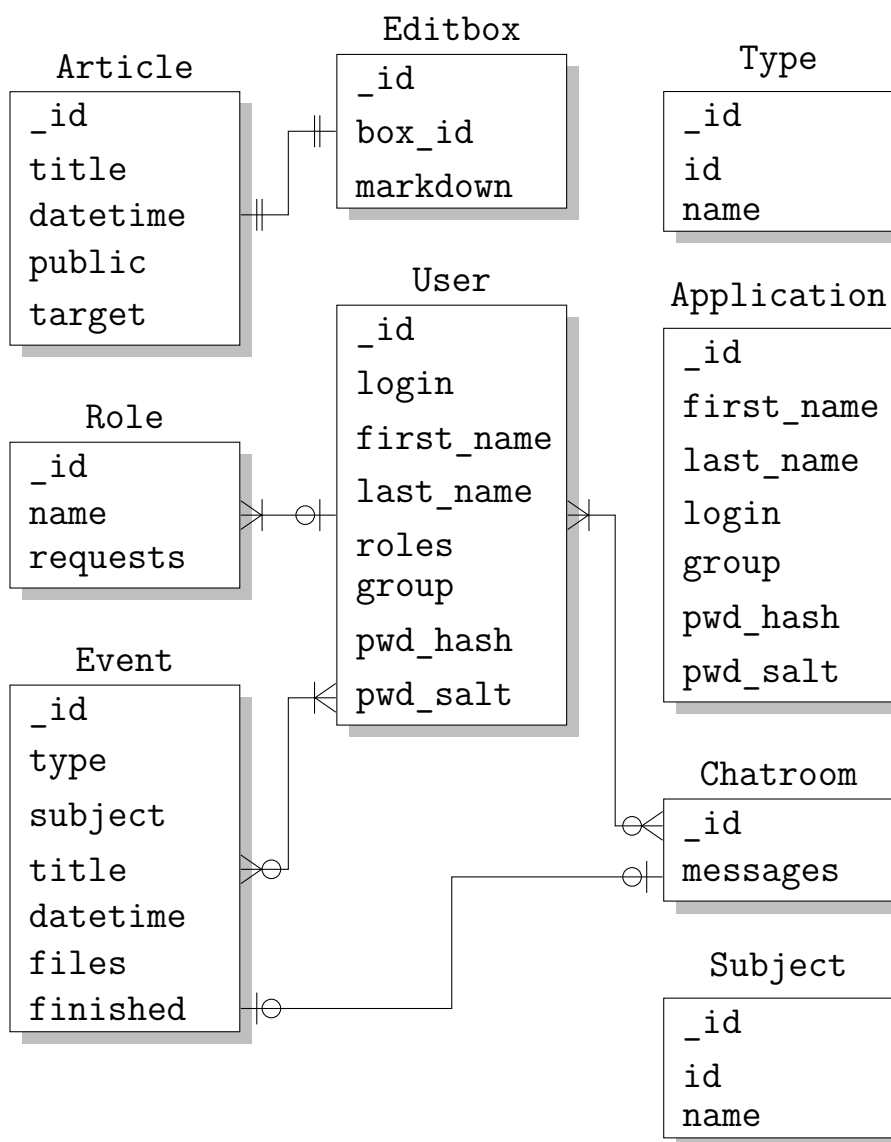 Article
_id
title
datetime
public
target
Editbox
_id
box_id
markdown
Type
_id
id
name
Role
_id
name
requests
User
_id
login
first_name
last_name
roles
group
pwd_hash
pwd_salt
Application
_id
first_name
last_name
login
group
pwd_hash
pwd_salt
Event
_id
type
subject
title
datetime
files
finished
Chatroom
_id
messages
Subject
_id
id
name